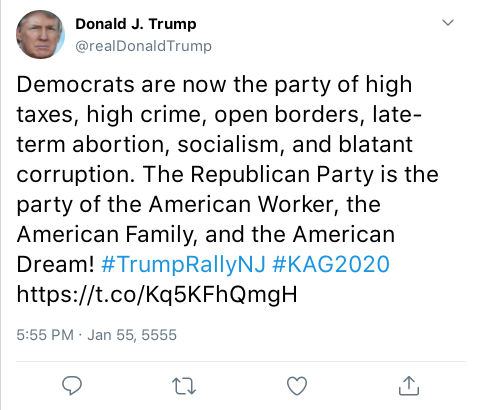 Donald J. Trump
@realDonaldTrump
Democrats are now the party of high
taxes, high crime, open borders, late-
term abortion, socialism, and blatant
corruption. The Republican Party is the
party of the American Worker, the
American Family, and the American
Dream! #TrumpRallyNJ #KAG2020
https://t.co/Kq5KFhQmgH
5:55 PM · Jan 55, 5555